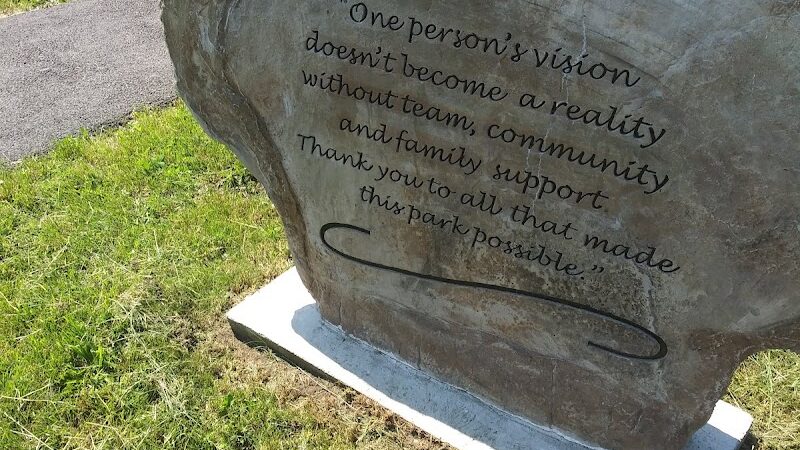 "One person's vision
doesn't become a reality
without team, community
and family support.
Thank you to all that made
this park possible."